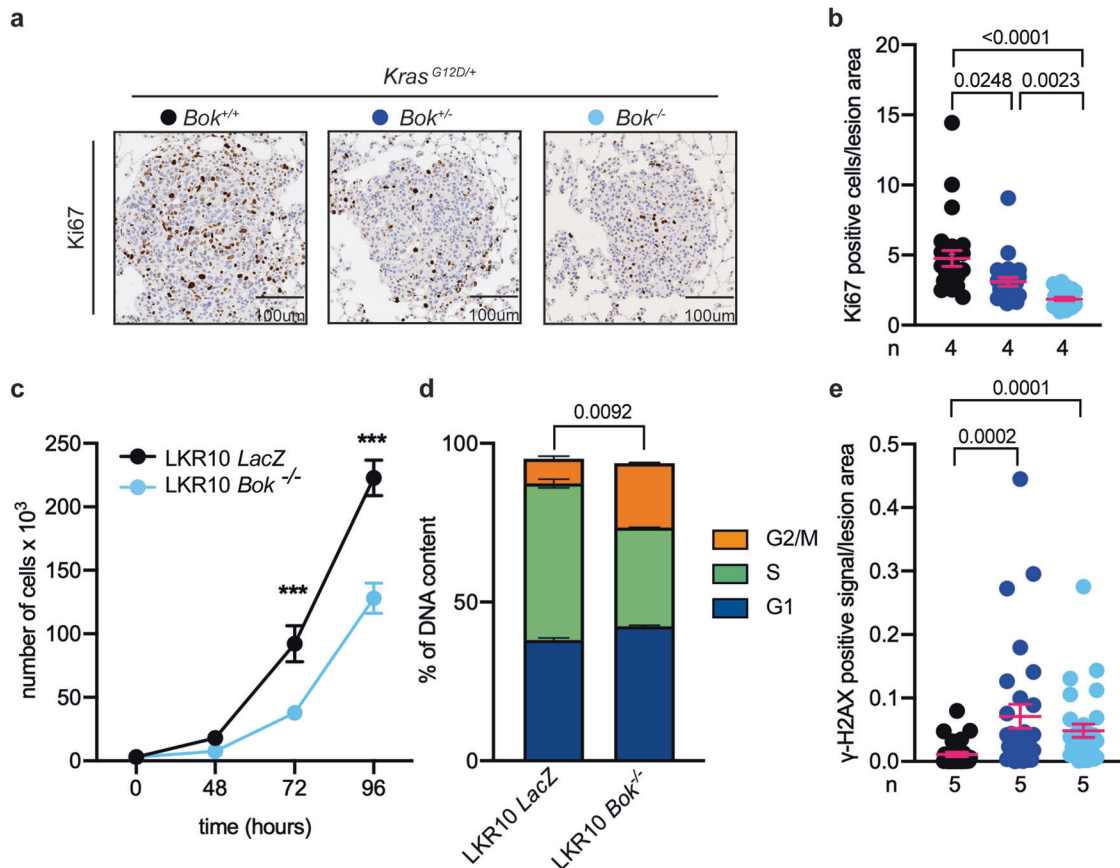 a
Kras G12D/+
Bok+/+ Bok+/- Bok-/-
Ki67
100um 100um 100um
b
<0.0001
0.0248 0.0023
Ki67 positive cells/lesion area
20
15
10
5
0
n 4 4 4
c
LKR10 LacZ
LKR10 Bok -/-
***
***
number of cells x 10³
250
200
150
100
50
0
0 48 72 96
time (hours)
d
0.0092
% of DNA content
100
50
0
G2/M
S
G1
LKR10 LacZ
LKR10 Bok-/-
e
0.0001
0.0002
γ-H2AX positive signal/lesion area
0.5
0.4
0.3
0.2
0.1
0.0
n 5 5 5